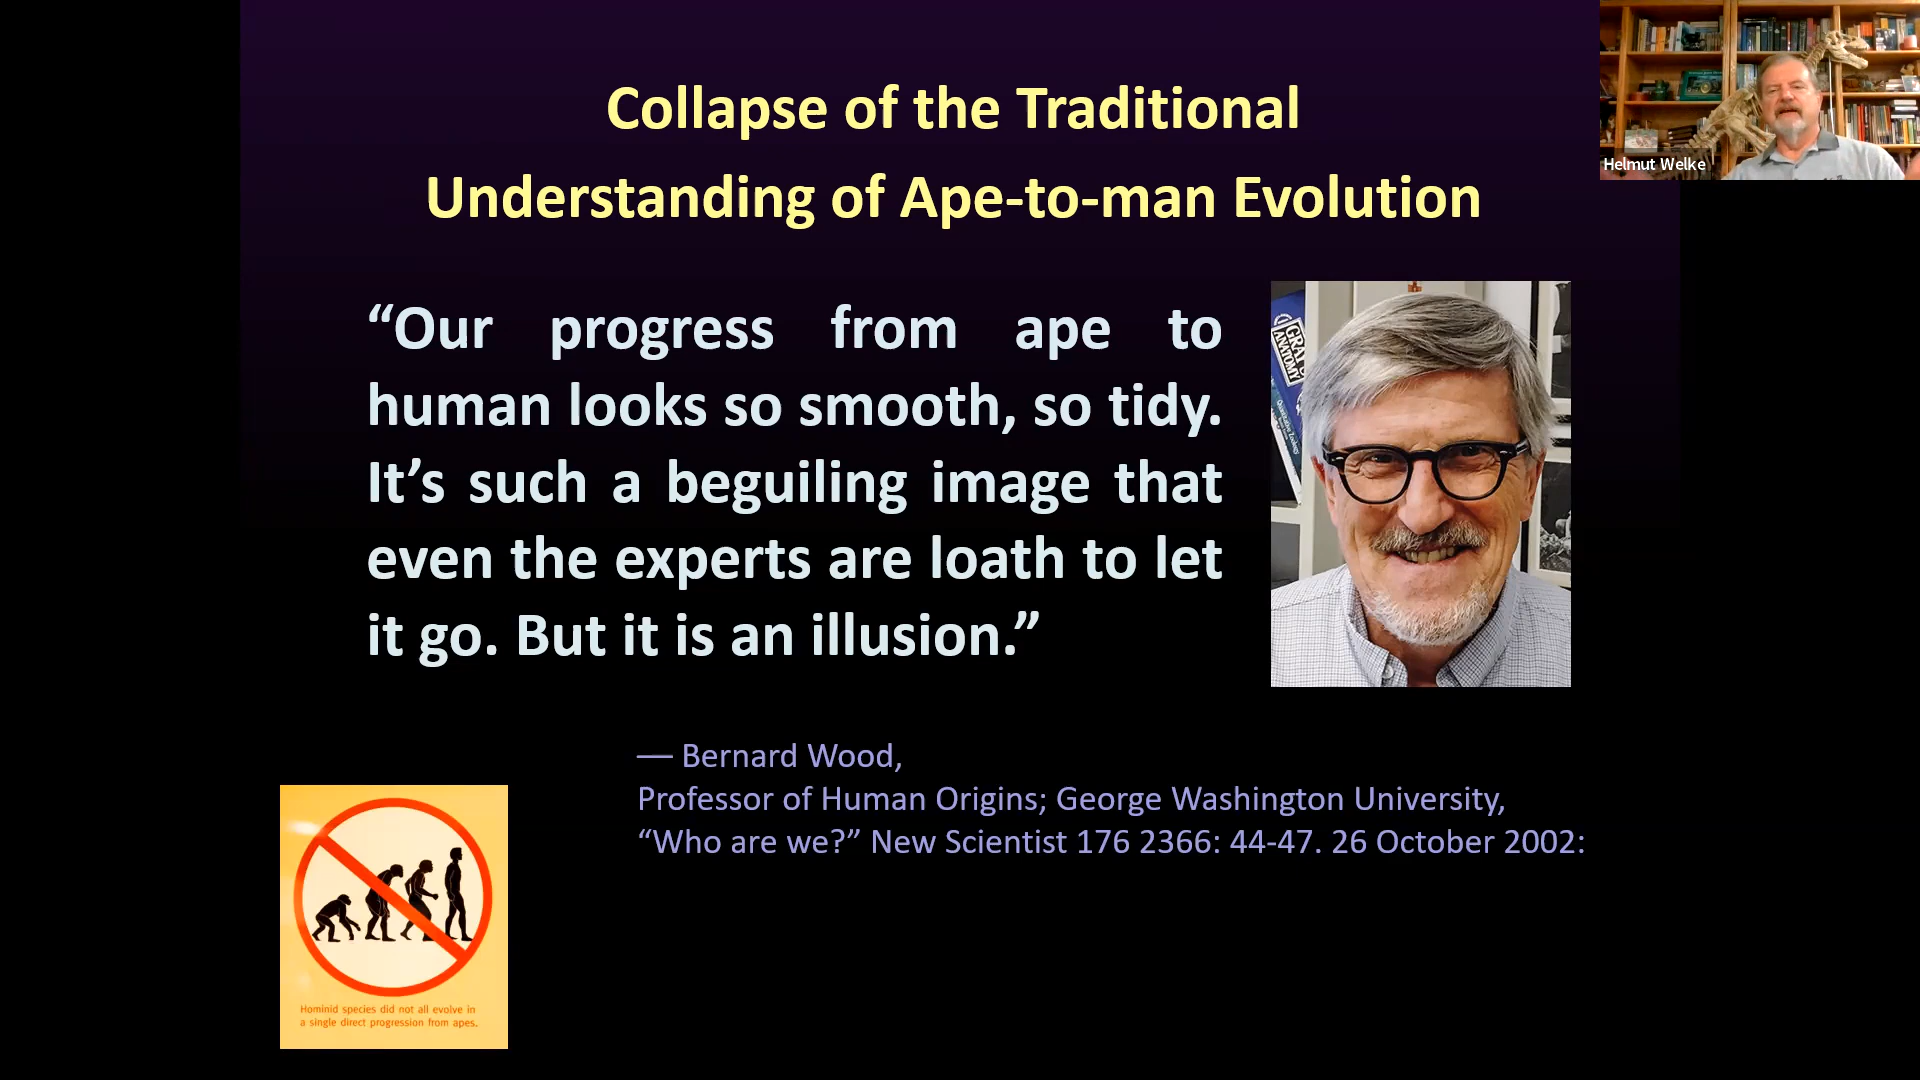 Collapse of the Traditional
Understanding of Ape-to-man Evolution
Helmut Welke
“Our progress from ape to
human looks so smooth, so tidy.
It’s such a beguiling image that
even the experts are loath to let
it go. But it is an illusion.”
GRAY'S
ANATOMY
— Bernard Wood,
Professor of Human Origins; George Washington University,
“Who are we?” New Scientist 176 2366: 44-47. 26 October 2002:
Hominid species did not all evolve in
a single direct progression from apes.